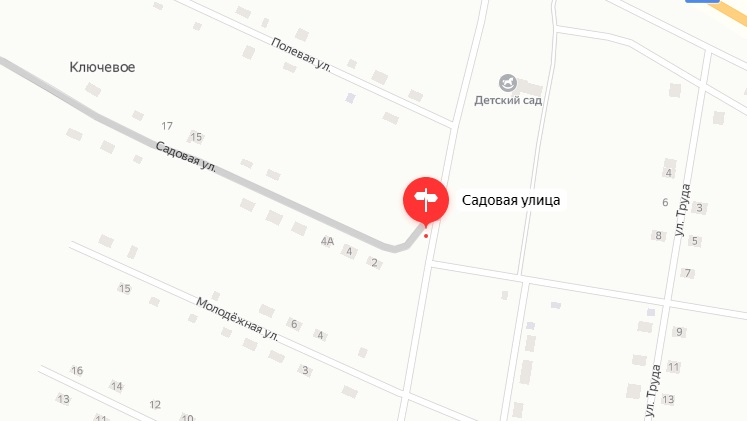 Полевая ул.
Ключевое
Детский сад
17
15
Садовая ул.
Садовая улица
4
6
3
ул. Труда
8
5
7
4А
4
2
15
Молодёжная ул.
6
4
3
9
11
13
ул. Труда
16
14
13
12
10
11